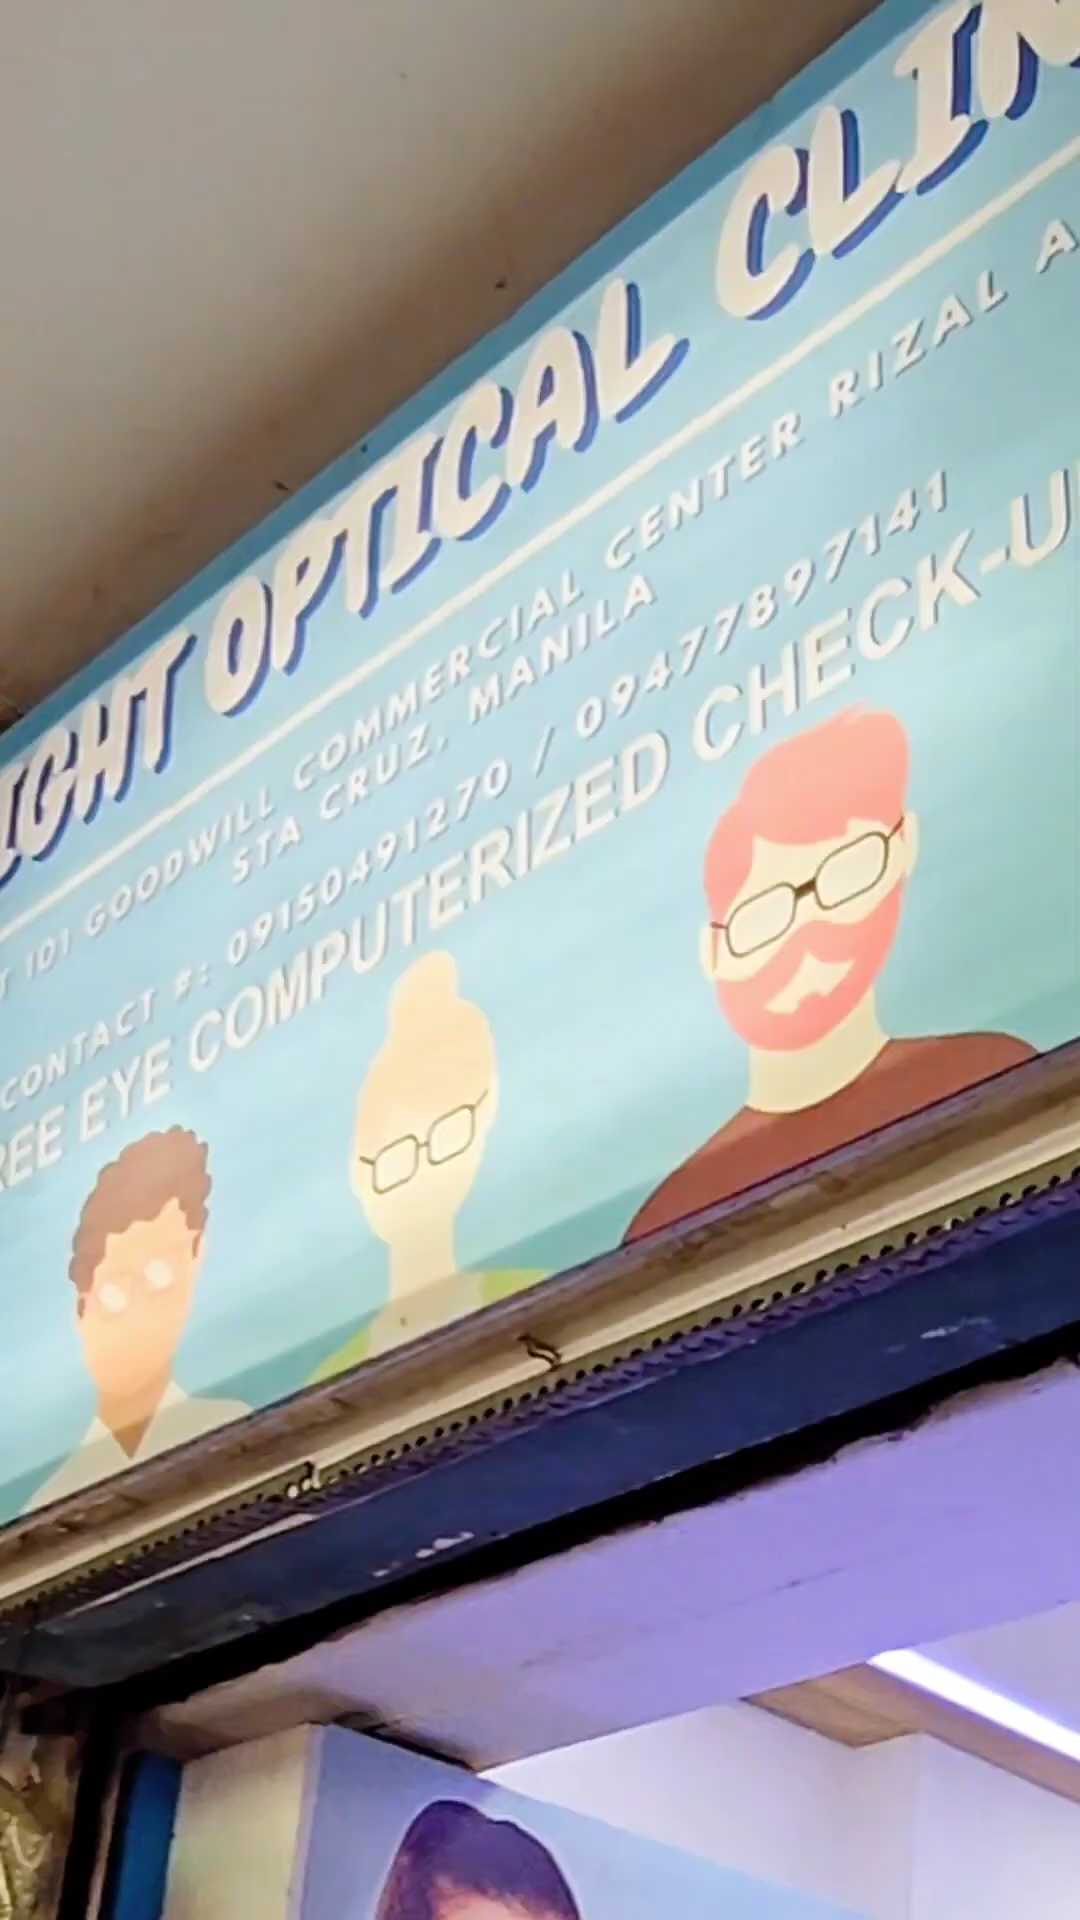 IGHT OPTICAL CLIN
T 101 GOODWILL COMMERCIAL CENTER RIZAL A
STA CRUZ, MANILA
CONTACT #: 09150491270 / 09477897141
REE EYE COMPUTERIZED CHECK-U